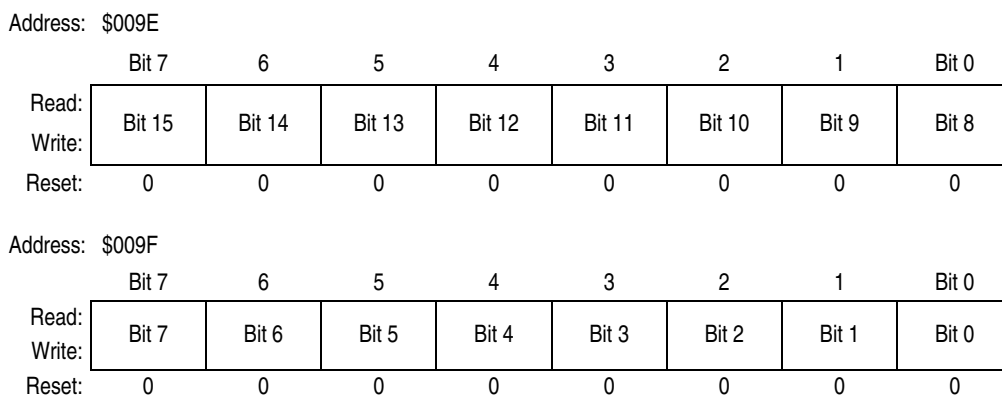 Address: $009E
Bit 7 6 5 4 3 2 1 Bit 0
Read:
Bit 15 Bit 14 Bit 13 Bit 12 Bit 11 Bit 10 Bit 9 Bit 8
Write:
Reset: 0 0 0 0 0 0 0 0
Address: $009F
Bit 7 6 5 4 3 2 1 Bit 0
Read:
Bit 7 Bit 6 Bit 5 Bit 4 Bit 3 Bit 2 Bit 1 Bit 0
Write:
Reset: 0 0 0 0 0 0 0 0